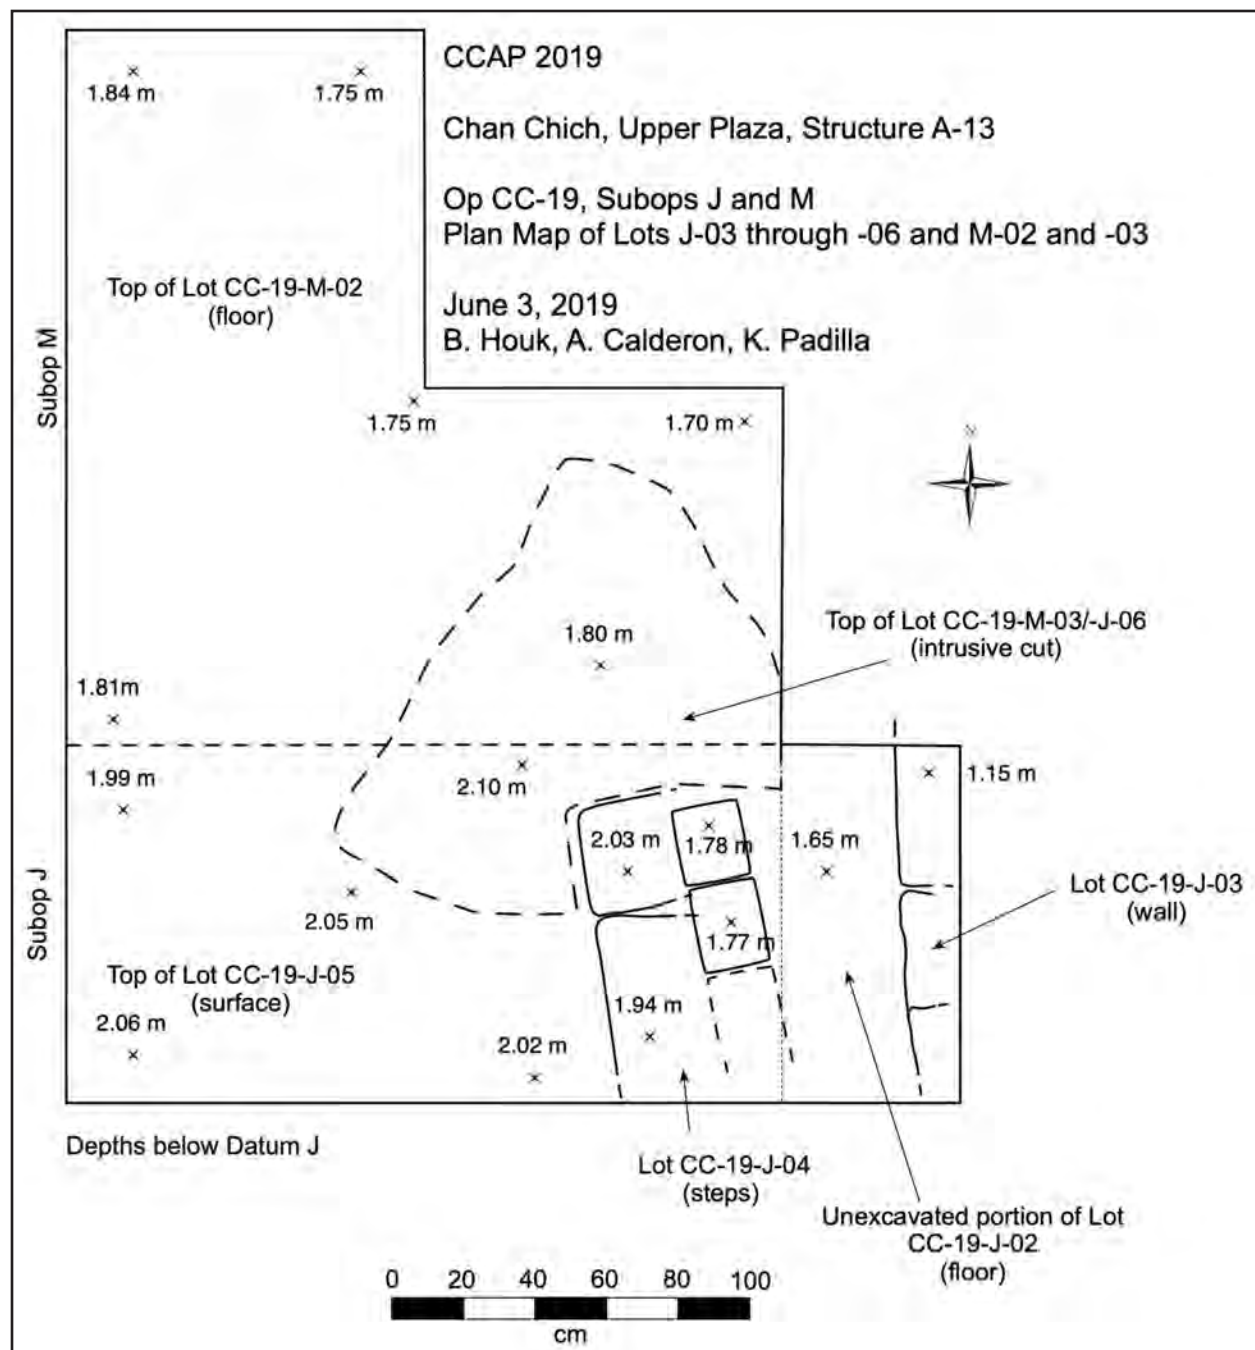 CCAP 2019
1.84 m
1.75 m
Chan Chich, Upper Plaza, Structure A-13
Op CC-19, Subops J and M
Plan Map of Lots J-03 through -06 and M-02 and -03
Top of Lot CC-19-M-02
(floor)
June 3, 2019
B. Houk, A. Calderon, K. Padilla
Subop M
1.75 m
1.70 m
N
Top of Lot CC-19-M-03/-J-06
(intrusive cut)
1.80 m
1.81m
1.99 m
2.10 m
1.15 m
2.03 m
1.78 m
1.65 m
Lot CC-19-J-03
(wall)
Subop J
2.05 m
1.77 m
Top of Lot CC-19-J-05
(surface)
2.06 m
1.94 m
2.02 m
Depths below Datum J
Lot CC-19-J-04
(steps)
Unexcavated portion of Lot
CC-19-J-02
(floor)
0 20 40 60 80 100
cm